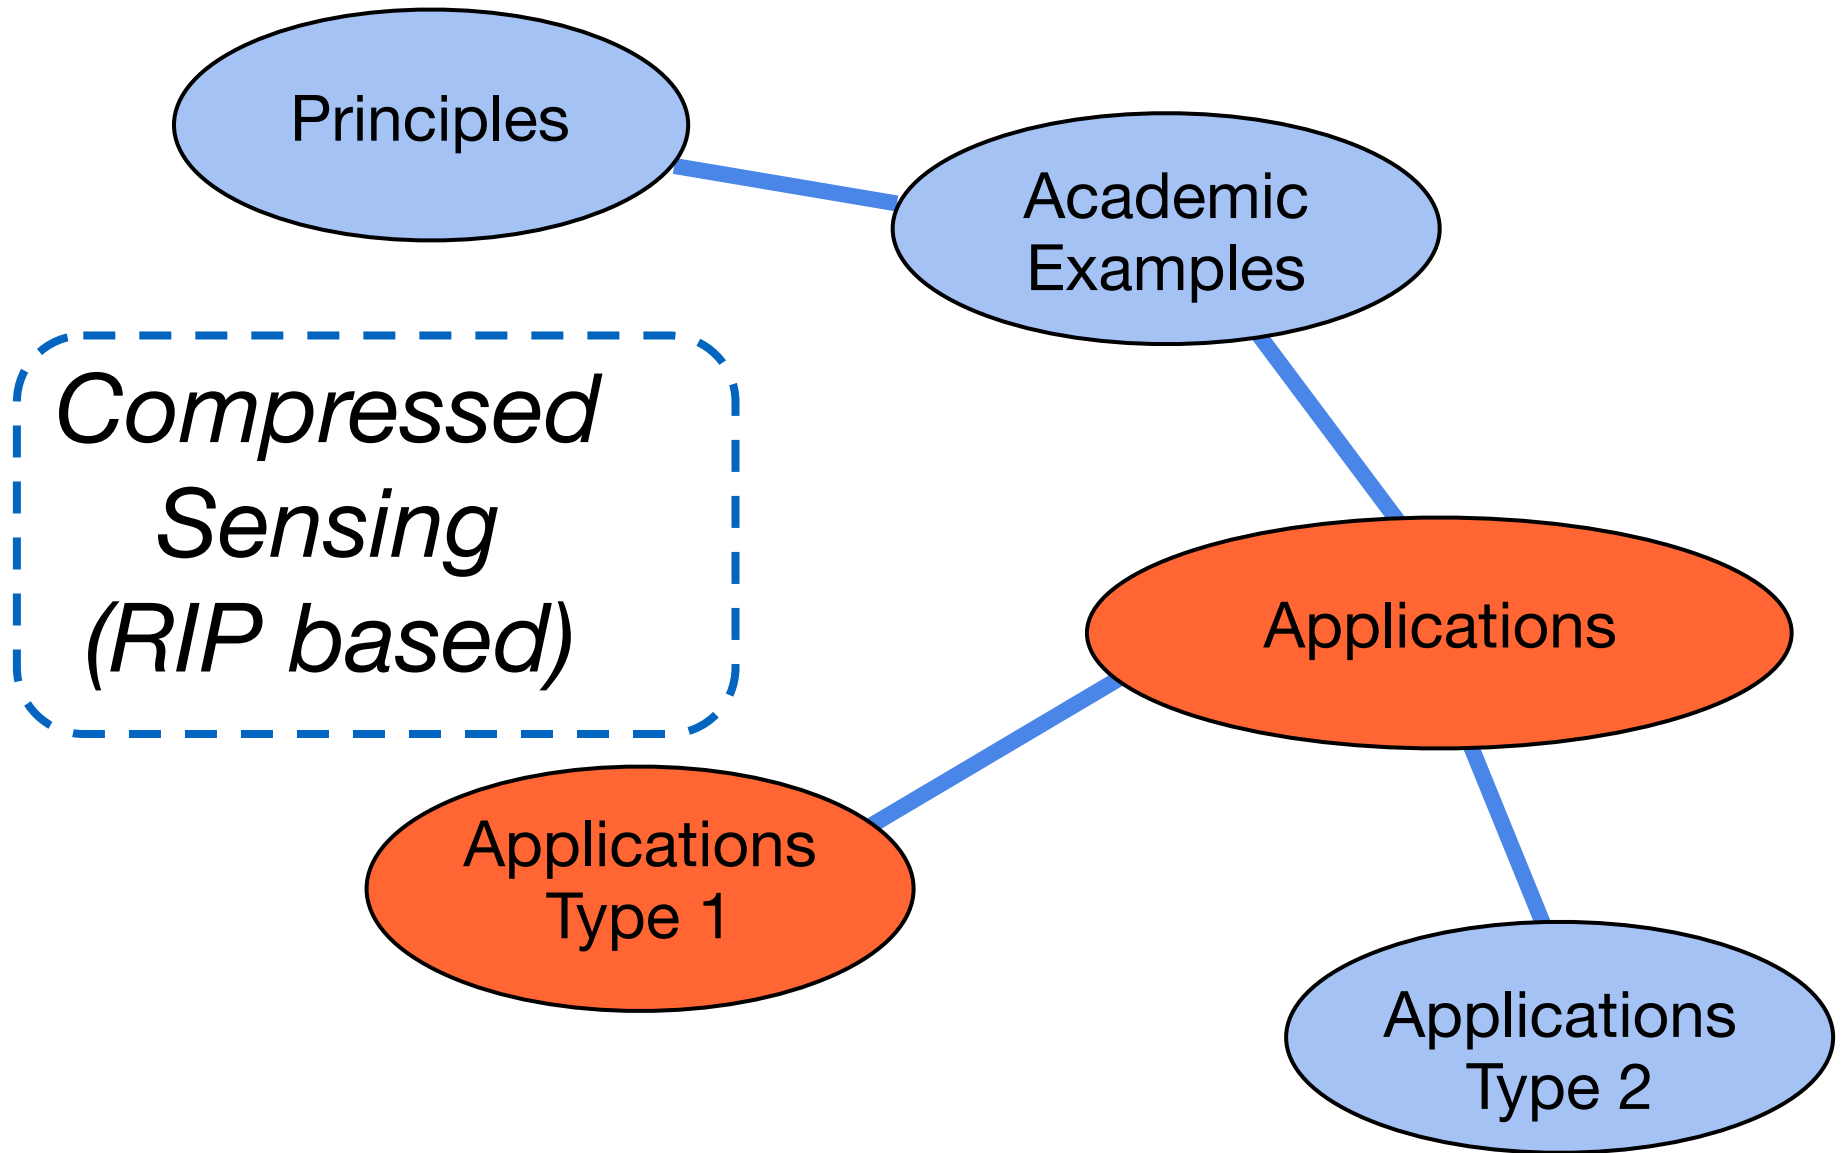 Principles
Academic
Examples
Compressed
Sensing
(RIP based)
Applications
Applications
Type 1
Applications
Type 2